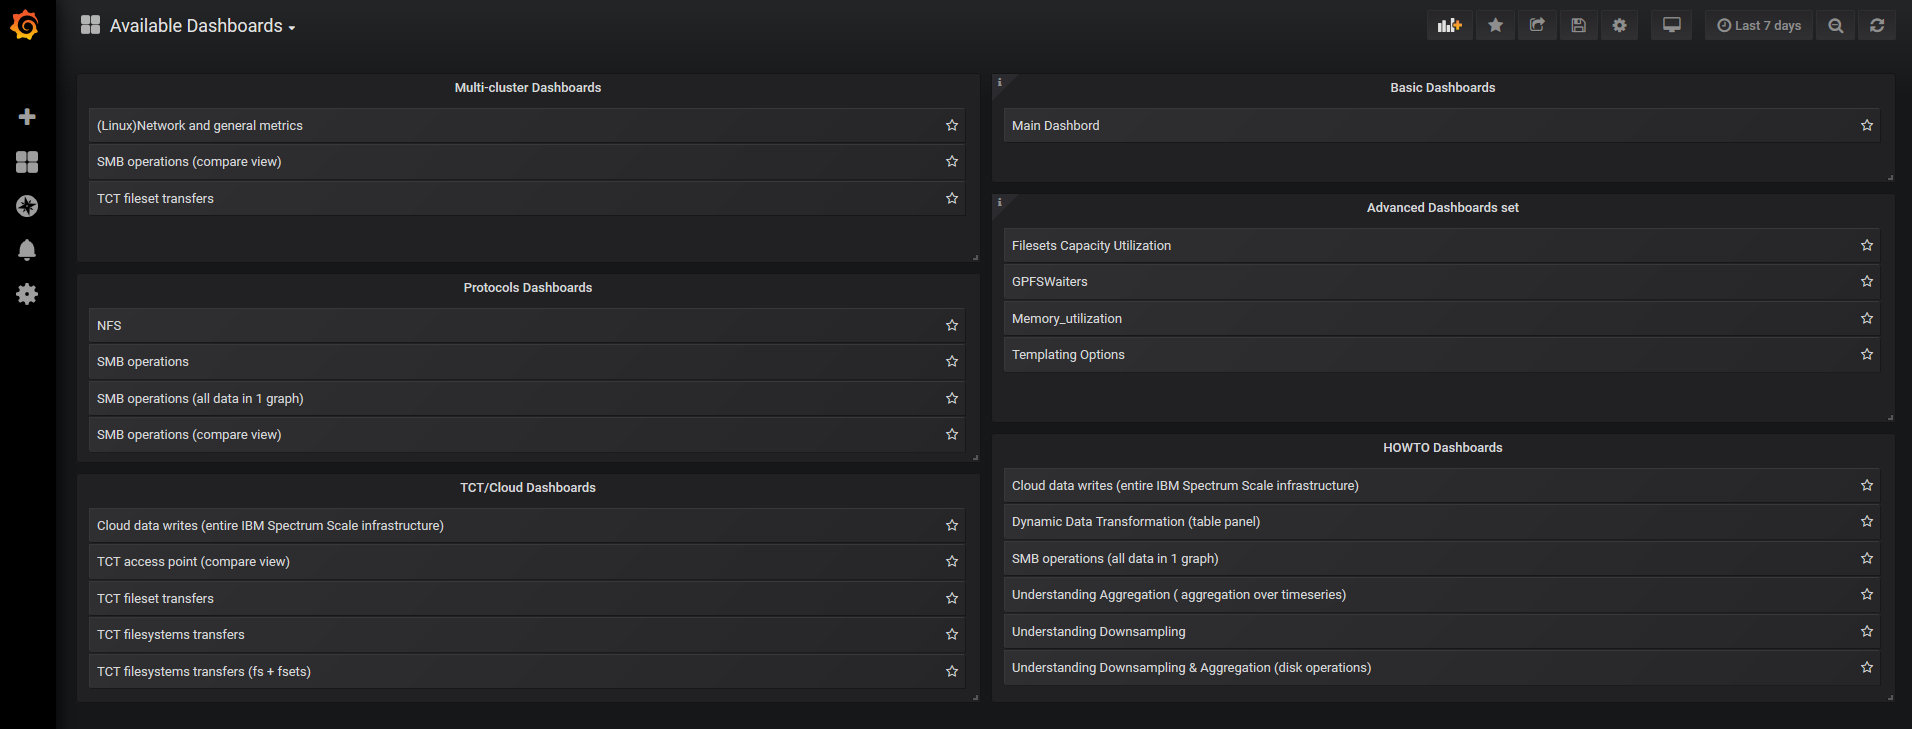 Available Dashboards
Last 7 days
Multi-cluster Dashboards
(Linux)Network and general metrics
SMB operations (compare view)
TCT fileset transfers
Protocols Dashboards
NFS
SMB operations
SMB operations (all data in 1 graph)
SMB operations (compare view)
TCT/Cloud Dashboards
Cloud data writes (entire IBM Spectrum Scale infrastructure)
TCT access point (compare view)
TCT fileset transfers
TCT filesystems transfers
TCT filesystems transfers (fs + fsets)
i
Basic Dashboards
Main Dashbord
i
Advanced Dashboards set
Filesets Capacity Utilization
GPFSWaiters
Memory_utilization
Templating Options
HOWTO Dashboards
Cloud data writes (entire IBM Spectrum Scale infrastructure)
Dynamic Data Transformation (table panel)
SMB operations (all data in 1 graph)
Understanding Aggregation ( aggregation over timeseries)
Understanding Downsampling
Understanding Downsampling & Aggregation (disk operations)